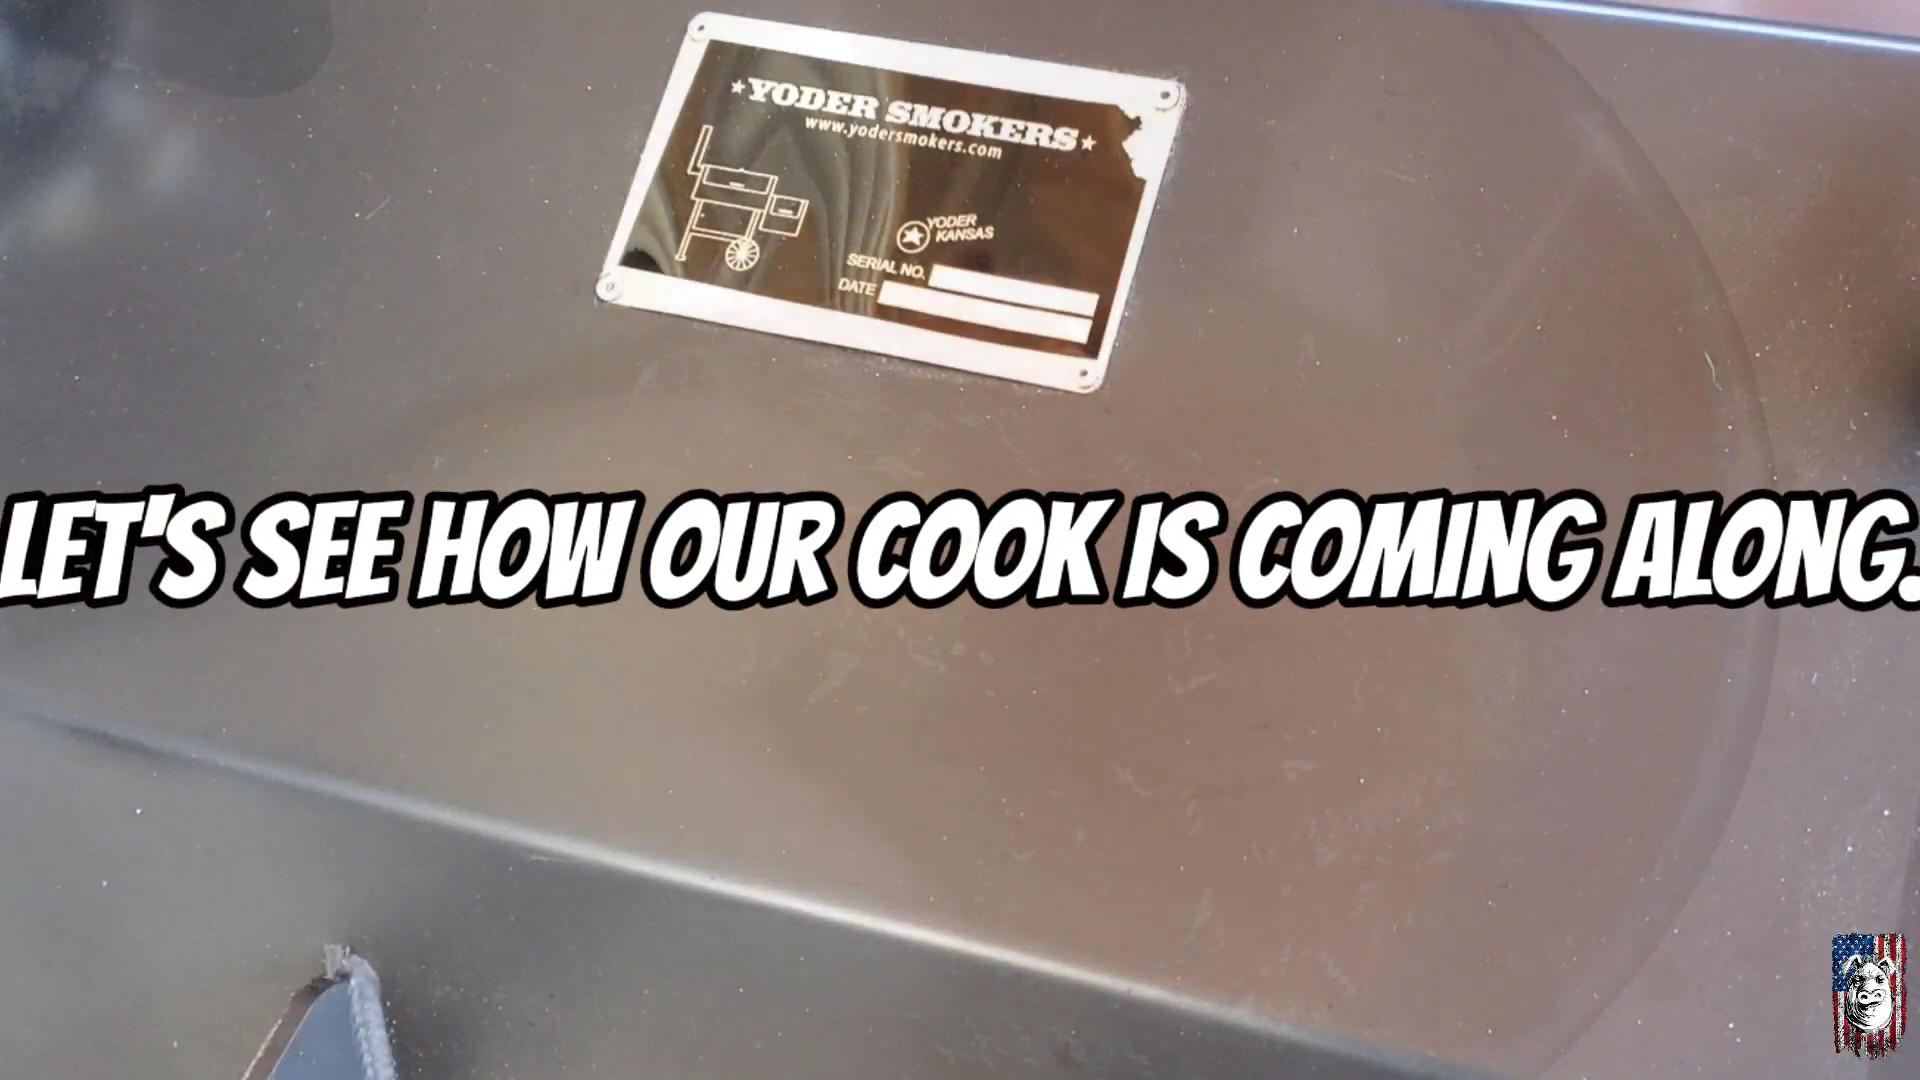 YODER SMOKERS
www.yodersmokers.com
YODER
KANSAS
SERIAL NO.
DATE
LET'S SEE HOW OUR COOK IS COMING ALONG.